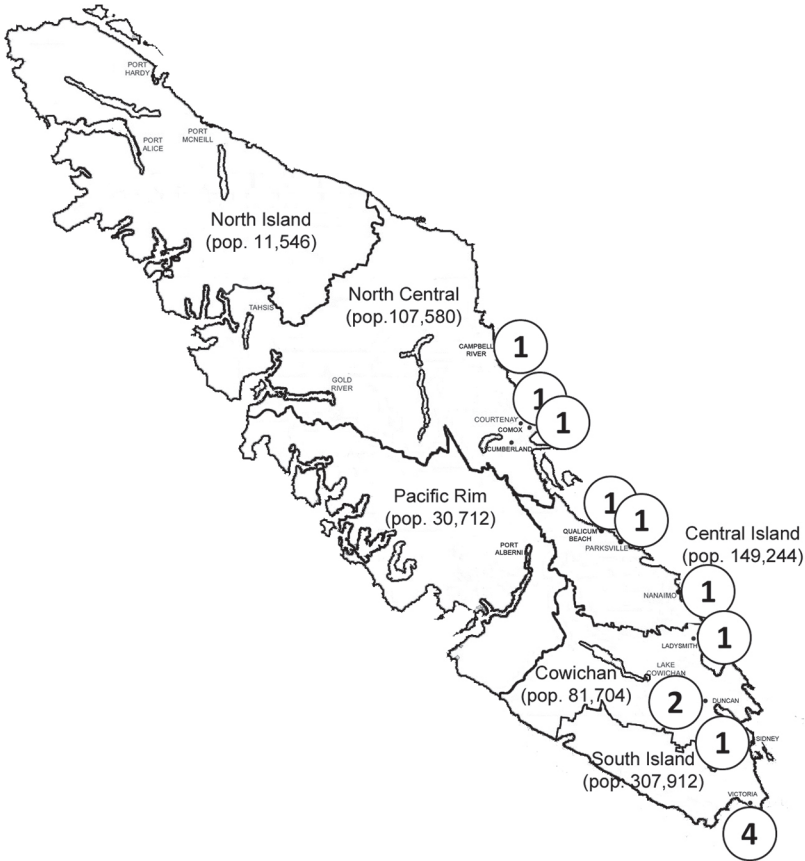 PORT
HARDY
PORT
ALICE
PORT
MCNEILL
North Island
(pop. 11,546)
North Central
(pop.107,580)
TAHSIS
CAMPBELL
RIVER
1
GOLD
RIVER
1
COURTENAY
1
COMOX
CUMBERLAND
Pacific Rim
(pop. 30,712)
1
1
QUALICUM
BEACH
PARKSVILLE
Central Island
(pop. 149,244)
PORT
ALBERNI
NANAIMO
1
LADYSMITH
1
LAKE
COWICHAN
Cowichan
(pop. 81,704)
2
DUNCAN
1
SIDNEY
South Island
(pop. 307,912)
VICTORIA
4